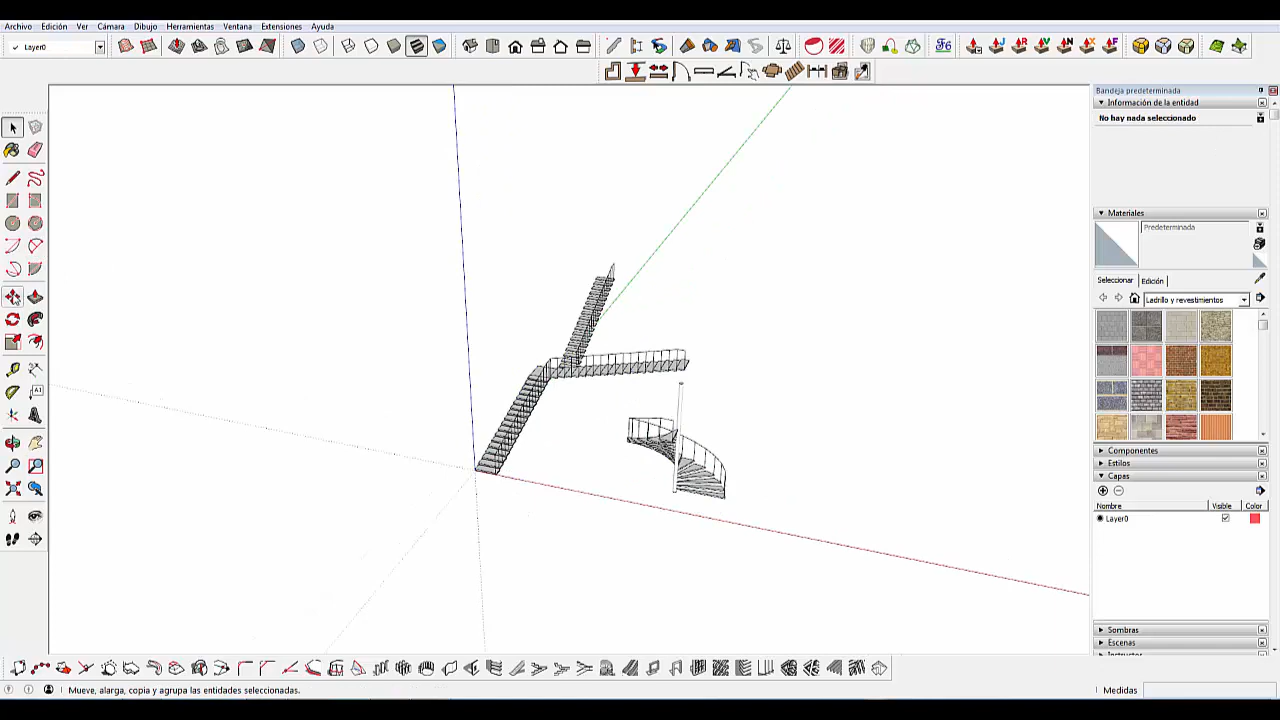 Archivo Edición Ver Cámara Dibujo Herramientas Ventana Extensiones Ayuda
Layer0
Bandeja predeterminada
Información de la entidad
No hay nada seleccionado
Materiales
Predeterminada
Seleccionar Edición
Ladrillo y revestimientos
Componentes
Estilos
Capas
Nombre Visible Color
Layer0
Sombras
Escenas
Mueve, alarga, copia y agrupa las entidades seleccionadas.
Medidas